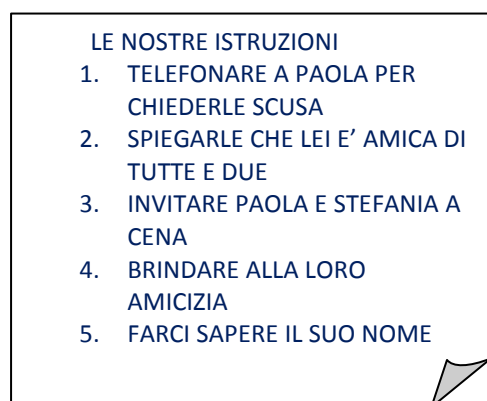 LE NOSTRE ISTRUZIONI
1. TELEFONARE A PAOLA PER
CHIEDERLE SCUSA
2. SPIEGARLE CHE LEI E’ AMICA DI
TUTTE E DUE
3. INVITARE PAOLA E STEFANIA A
CENA
4. BRINDARE ALLA LORO
AMICIZIA
5. FARCI SAPERE IL SUO NOME